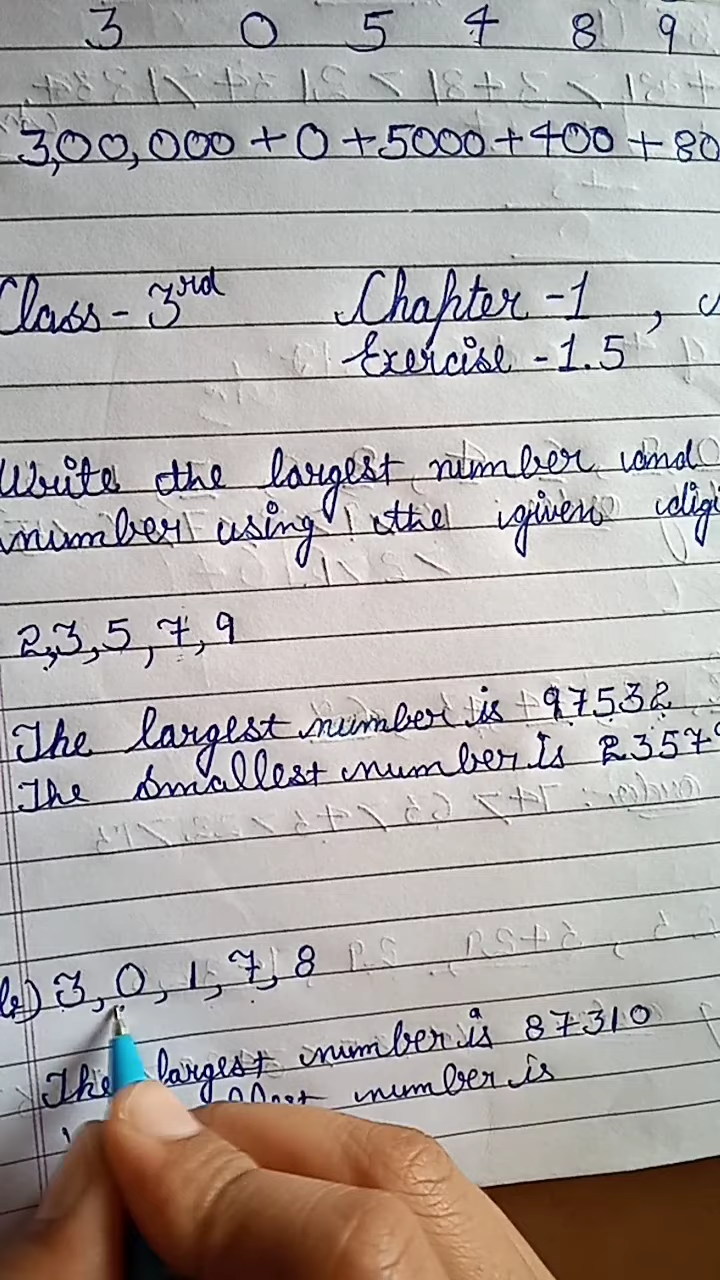 3 0 5 4 8 9
3,00,000 + 0 + 5000 + 400 + 80
Class - 3rd Chapter - 1 ,
Exercise - 1.5
Write the largest number and
number using the given digi
2,3,5,7,9
The largest number is 97532
The smallest number is 23579
b) 3, 0, 1, 7, 8
The largest number is 87310
number is